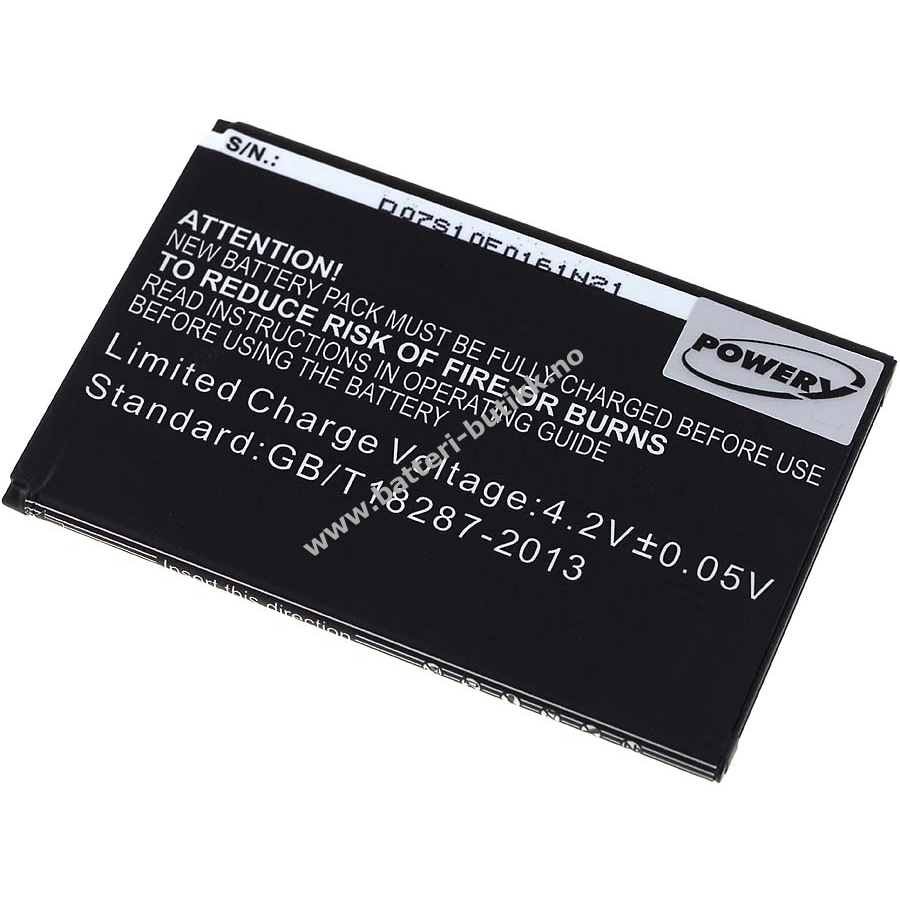 S/N.:
D07S10E0161N21
ATTENTION!
NEW BATTERY PACK MUST BE FULLY CHARGED BEFORE USE
TO REDUCE RISK OF FIRE OR BURNS
READ INSTRUCTIONS IN OPERATING GUIDE
BEFORE USING THE BATTERY
Limited Charge Voltage:4.2V±0.05V
Standard:GB/T18287-2013
POWERY
www.batteri-butikk.no
Insert this direction